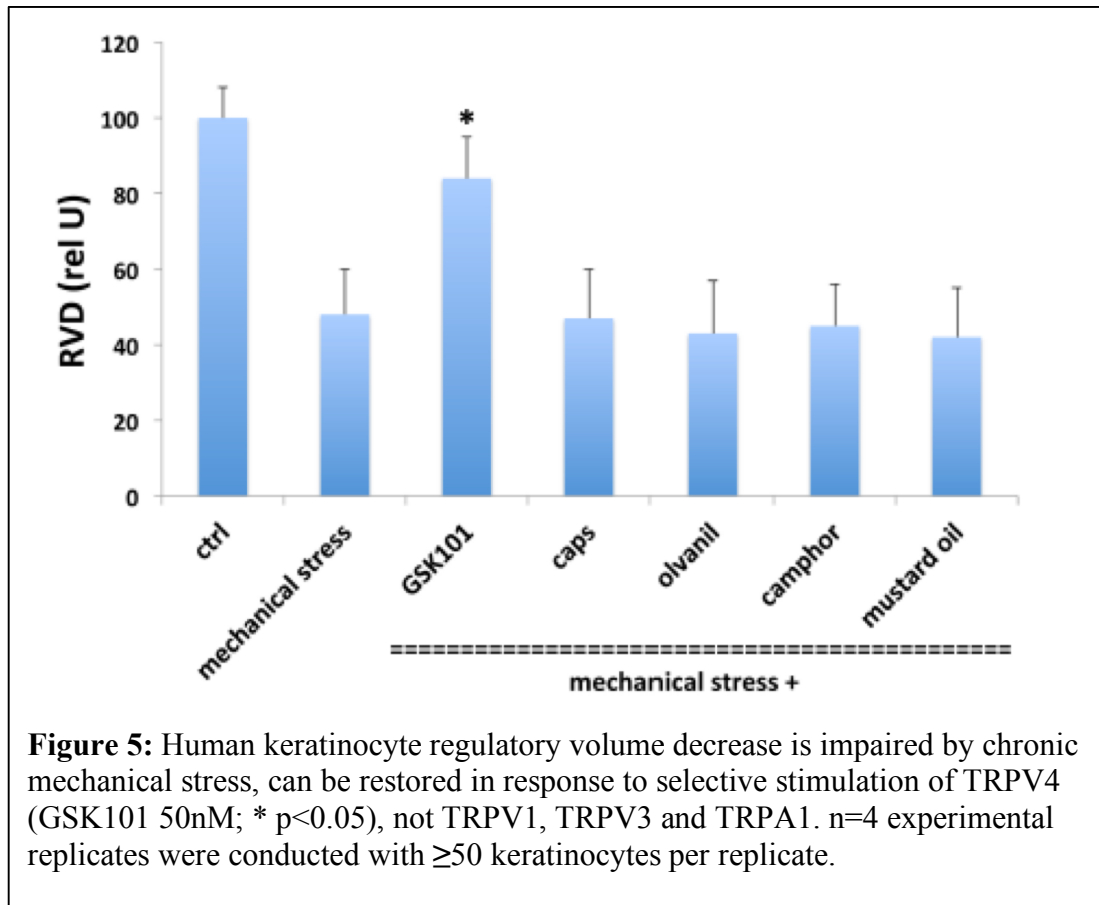 120
100
80
60
40
20
0
RVD (rel U)
*
ctrl
mechanical stress
GSK101
caps
olvanil
camphor
mustard oil
============================================
mechanical stress +
Figure 5: Human keratinocyte regulatory volume decrease is impaired by chronic
mechanical stress, can be restored in response to selective stimulation of TRPV4
(GSK101 50nM; * p<0.05), not TRPV1, TRPV3 and TRPA1. n=4 experimental
replicates were conducted with ≥50 keratinocytes per replicate.